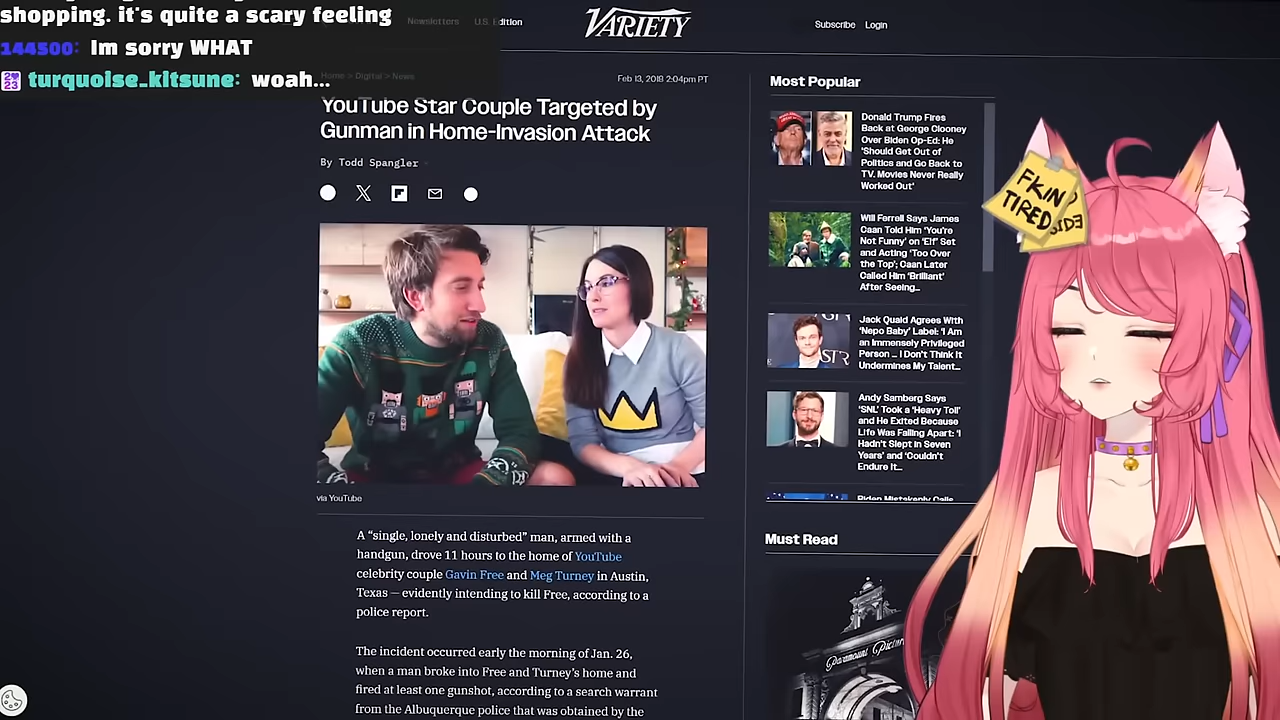 shopping. it's quite a scary feeling
144500: Im sorry WHAT
turquoise_kitsune: woah...
Newsletters
U.S. Edition
VARIETY
Subscribe
Login
Home > Digital > News
Feb 13, 2018 2:04pm PT
YouTube Star Couple Targeted by
Gunman in Home-Invasion Attack
By Todd Spangler
via YouTube
A “single, lonely and disturbed” man, armed with a
handgun, drove 11 hours to the home of YouTube
celebrity couple Gavin Free and Meg Turney in Austin,
Texas — evidently intending to kill Free, according to a
police report.
The incident occurred early the morning of Jan. 26,
when a man broke into Free and Turney’s home and
fired at least one gunshot, according to a search warrant
from the Albuquerque police that was obtained by the
Most Popular
Donald Trump Fires
Back at George Clooney
Over Biden Op-Ed: He
‘Should Get Out of
Politics and Go Back to
TV. Movies Never Really
Worked Out’
Will Ferrell Says James
Caan Told Him ‘You’re
Not Funny’ on ‘Elf’ Set
and Acting ‘Too Over
the Top’; Caan Later
Called Him ‘Brilliant’
After Seeing...
Jack Quaid Agrees With
‘Nepo Baby’ Label: ‘I Am
an Immensely Privileged
Person ... I Don’t Think It
Undermines My Talent...
Andy Samberg Says
‘SNL’ Took a ‘Heavy Toll’
and He Exited Because
Life Was Falling Apart: ‘I
Hadn’t Slept in Seven
Years’ and ‘Couldn’t
Endure It...
Biden Mistakenly Calls
Must Read
FKIN
TIRED